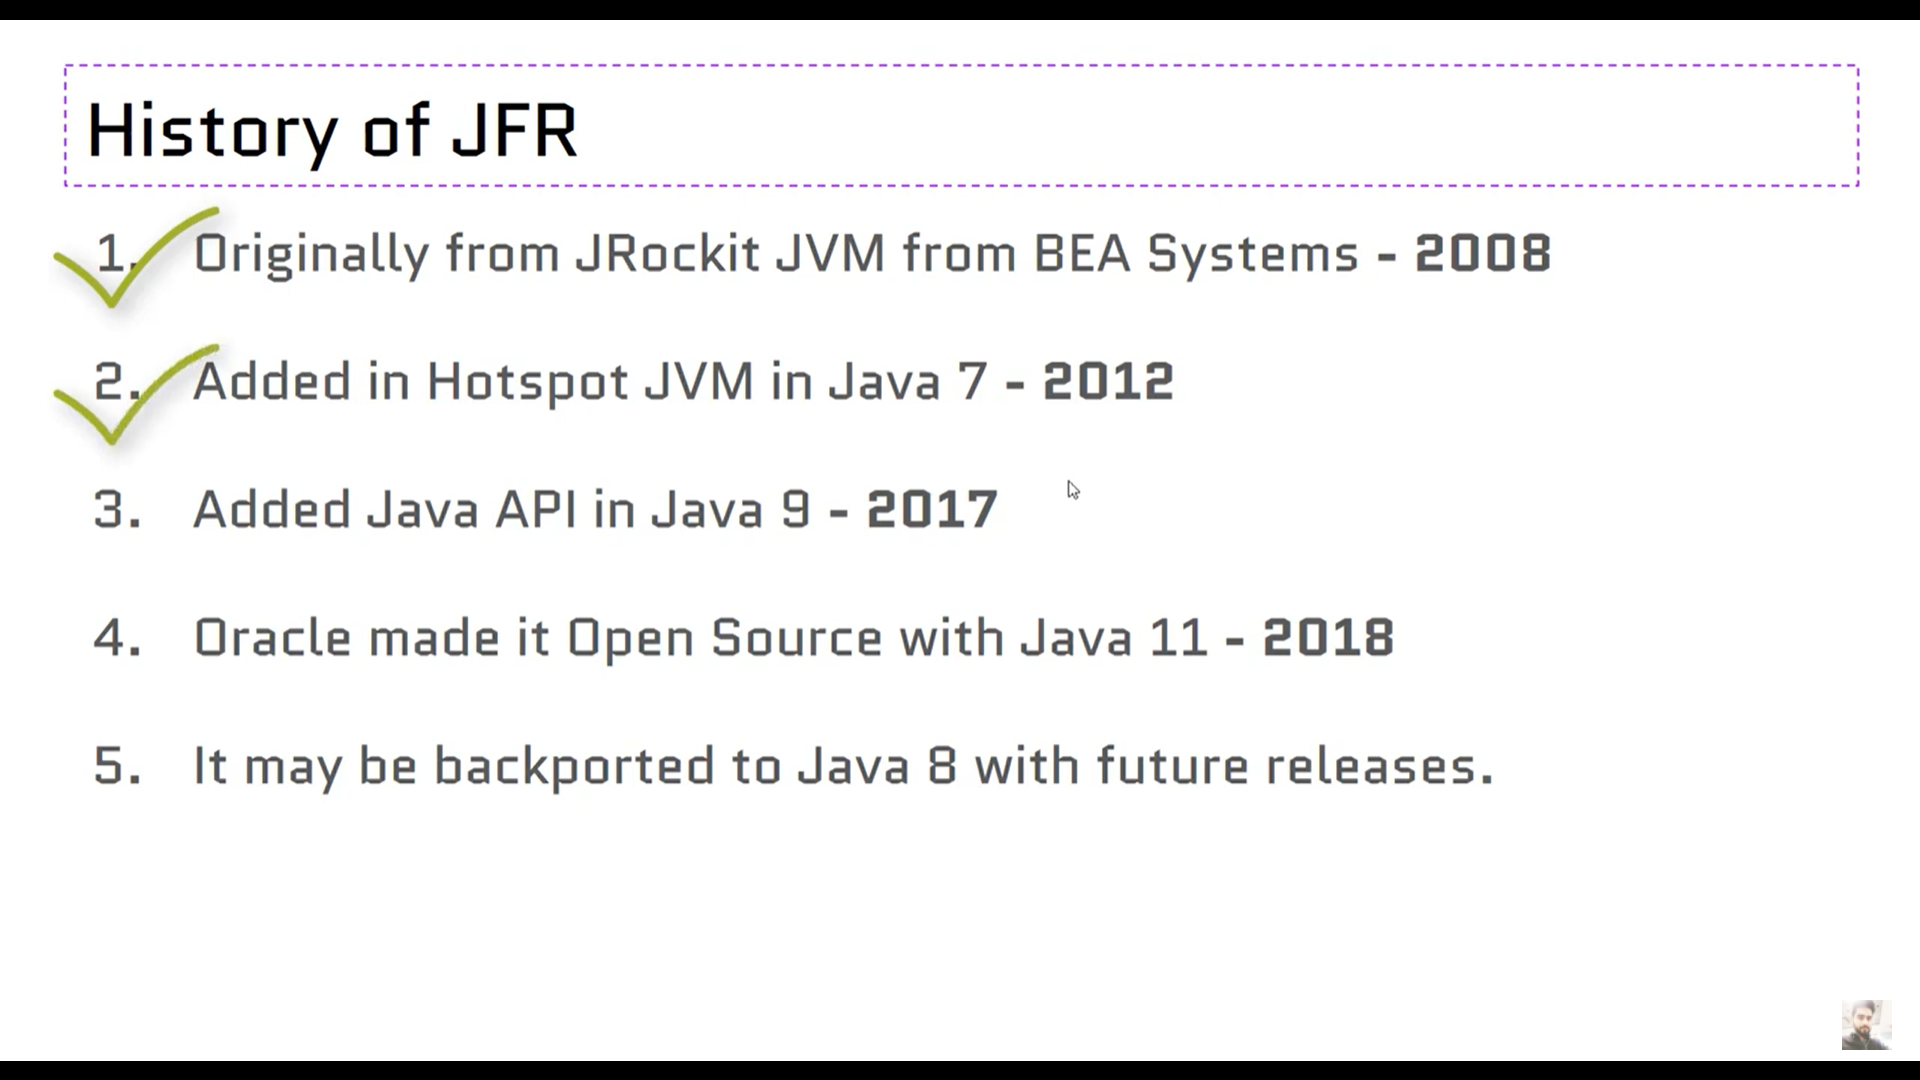 History of JFR
1. Originally from JRockit JVM from BEA Systems - 2008
2. Added in Hotspot JVM in Java 7 - 2012
3. Added Java API in Java 9 - 2017
4. Oracle made it Open Source with Java 11 - 2018
5. It may be backported to Java 8 with future releases.